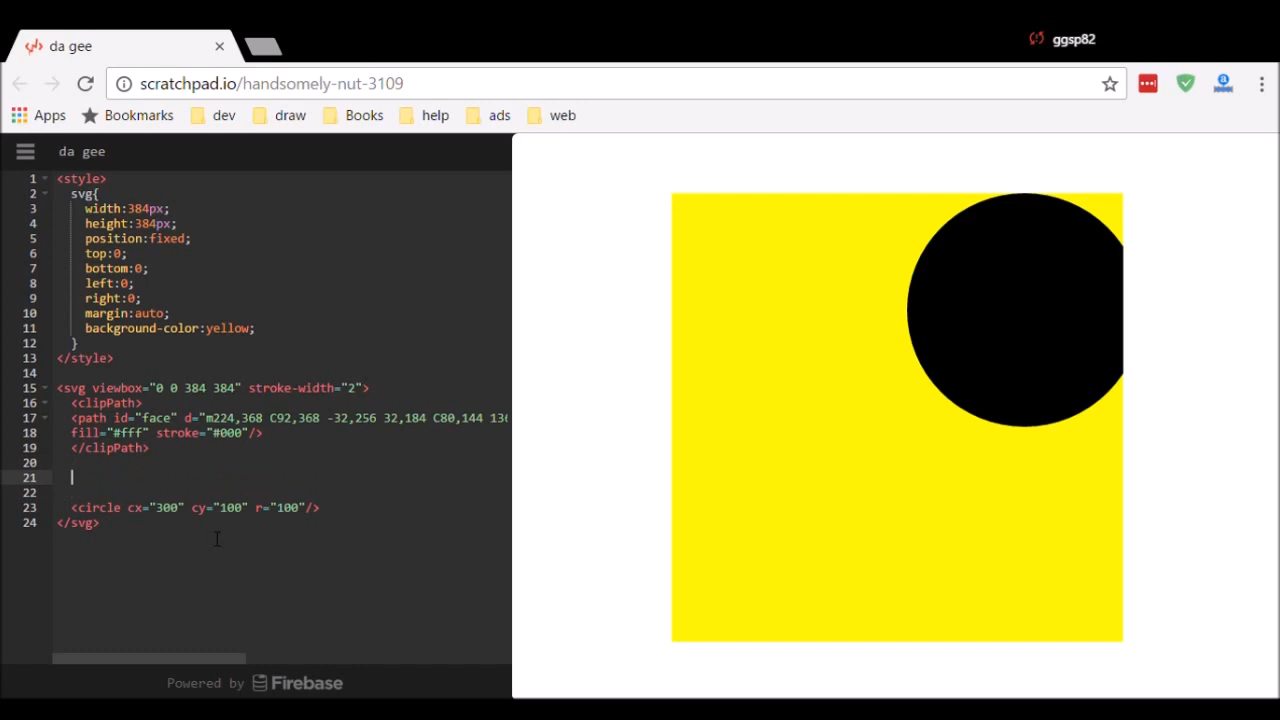 da gee
ggsp82
scratchpad.io/handsomely-nut-3109
Apps Bookmarks dev draw Books help ads web
da gee
1 <style>
2 svg{
3 width:384px;
4 height:384px;
5 position:fixed;
6 top:0;
7 bottom:0;
8 left:0;
9 right:0;
10 margin:auto;
11 background-color:yellow;
12 }
13 </style>
14
15 <svg viewbox="0 0 384 384" stroke-width="2">
16 <clipPath>
17 <path id="face" d="m224,368 C92,368 -32,256 32,184 C80,144 136
18 fill="#fff" stroke="#000"/>
19 </clipPath>
20
21
22
23 <circle cx="300" cy="100" r="100"/>
24 </svg>
Powered by Firebase